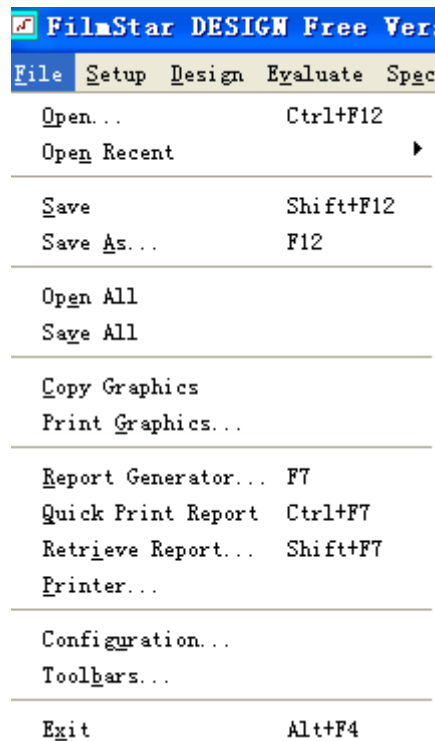 FilmStar DESIGN Free Ver
File Setup Design Evaluate Spec
Open... Ctrl+F12
Open Recent
Save Shift+F12
Save As... F12
Open All
Save All
Copy Graphics
Print Graphics...
Report Generator... F7
Quick Print Report Ctrl+F7
Retrieve Report... Shift+F7
Printer...
Configuration...
Toolbars...
Exit Alt+F4